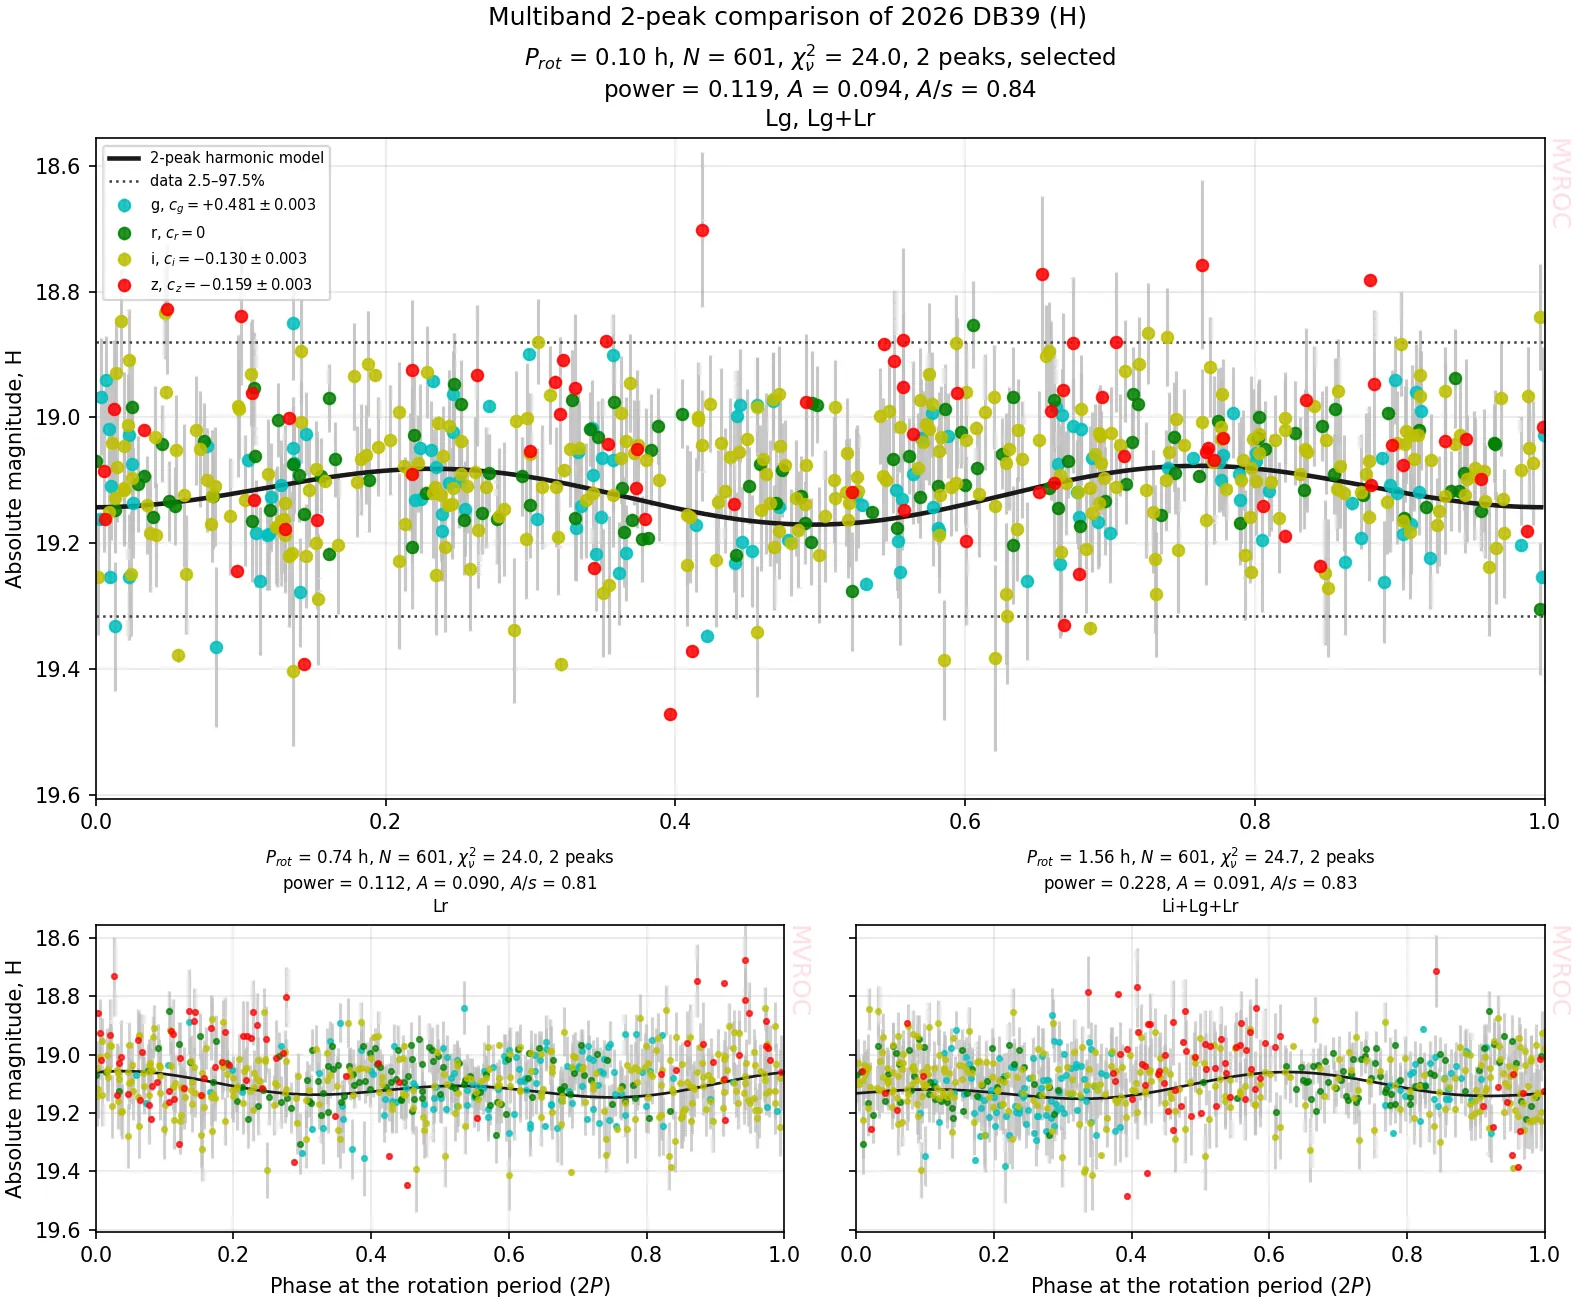 Multiband 2-peak comparison of 2026 DB39 (H)
P_rot = 0.10 h, N = 601, χ²_ν = 24.0, 2 peaks, selected
power = 0.119, A = 0.094, A/s = 0.84
Lg, Lg+Lr
2-peak harmonic model
data 2.5–97.5%
g, c_g = +0.481 ± 0.003
r, c_r = 0
i, c_i = −0.130 ± 0.003
z, c_z = −0.159 ± 0.003
MVROC
Absolute magnitude, H
18.6
18.8
19.0
19.2
19.4
19.6
0.0 0.2 0.4 0.6 0.8 1.0
P_rot = 0.74 h, N = 601, χ²_ν = 24.0, 2 peaks
power = 0.112, A = 0.090, A/s = 0.81
Lr
MVROC
Absolute magnitude, H
18.6
18.8
19.0
19.2
19.4
19.6
0.0 0.2 0.4 0.6 0.8 1.0
Phase at the rotation period (2P)
P_rot = 1.56 h, N = 601, χ²_ν = 24.7, 2 peaks
power = 0.228, A = 0.091, A/s = 0.83
Li+Lg+Lr
MVROC
0.0 0.2 0.4 0.6 0.8 1.0
Phase at the rotation period (2P)